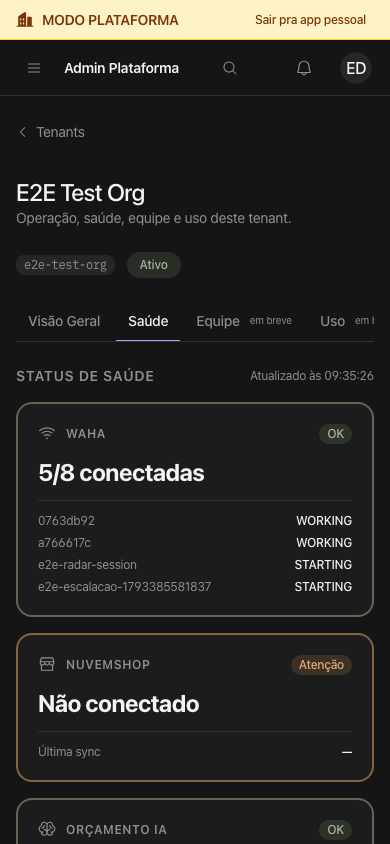 MODO PLATAFORMA Sair pra app pessoal
Admin Plataforma ED
Tenants
E2E Test Org
Operação, saúde, equipe e uso deste tenant.
e2e-test-org Ativo
Visão Geral Saúde Equipe em breve Uso em b
STATUS DE SAÚDE Atualizado às 09:35:26
WAHA OK
5/8 conectadas
0763db92 WORKING
a766617c WORKING
e2e-radar-session STARTING
e2e-escalacao-1793385581837 STARTING
NUVEMSHOP Atenção
Não conectado
Última sync —
ORÇAMENTO IA OK